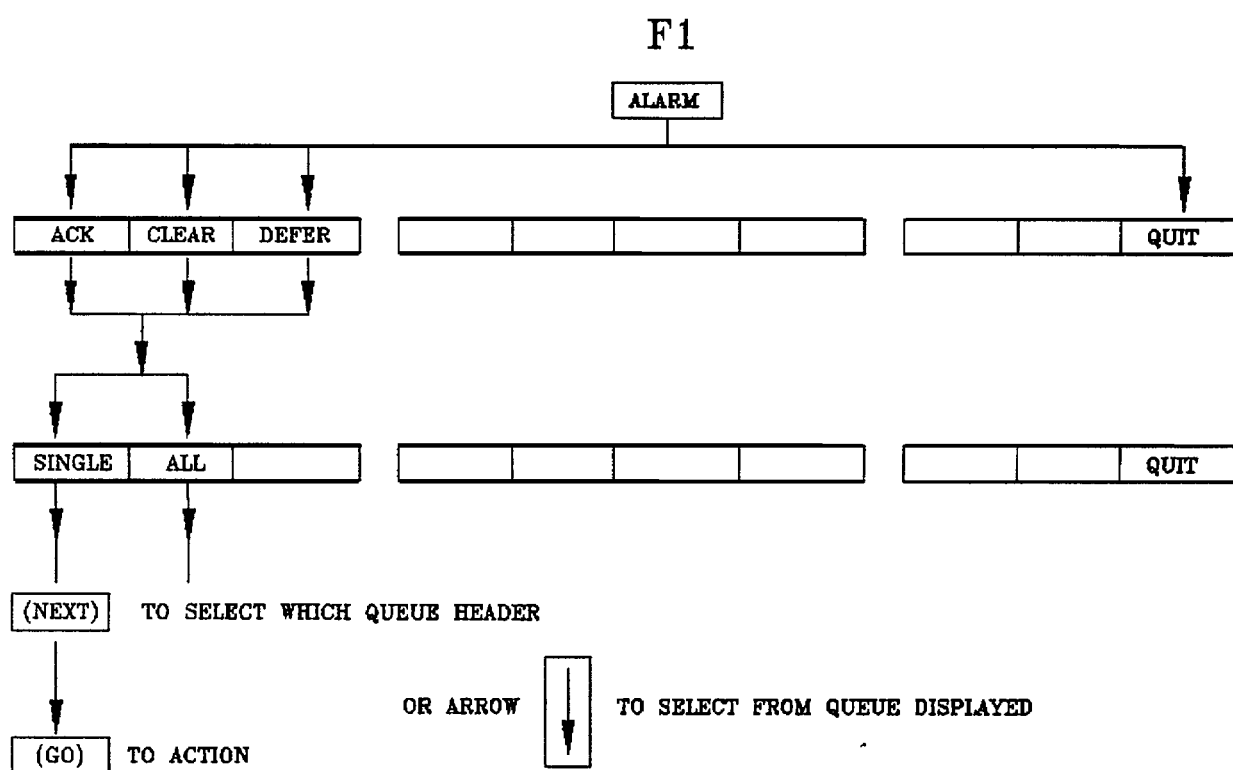 F1
ALARM
ACK CLEAR DEFER QUIT
SINGLE ALL QUIT
(NEXT) TO SELECT WHICH QUEUE HEADER
OR ARROW TO SELECT FROM QUEUE DISPLAYED
(GO) TO ACTION